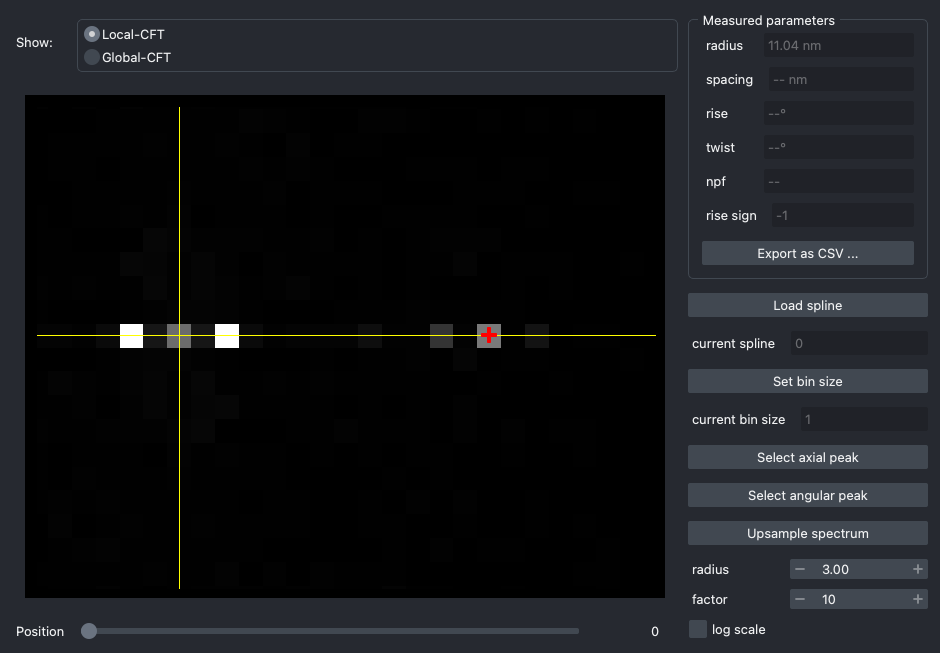 Show:
Local-CFT
Global-CFT
Measured parameters
radius 11.04 nm
spacing -- nm
rise --°
twist --°
npf --
rise sign -1
Export as CSV ...
Load spline
current spline 0
Set bin size
current bin size 1
Select axial peak
Select angular peak
Upsample spectrum
radius − 3.00 +
factor − 10 +
Position 0
log scale